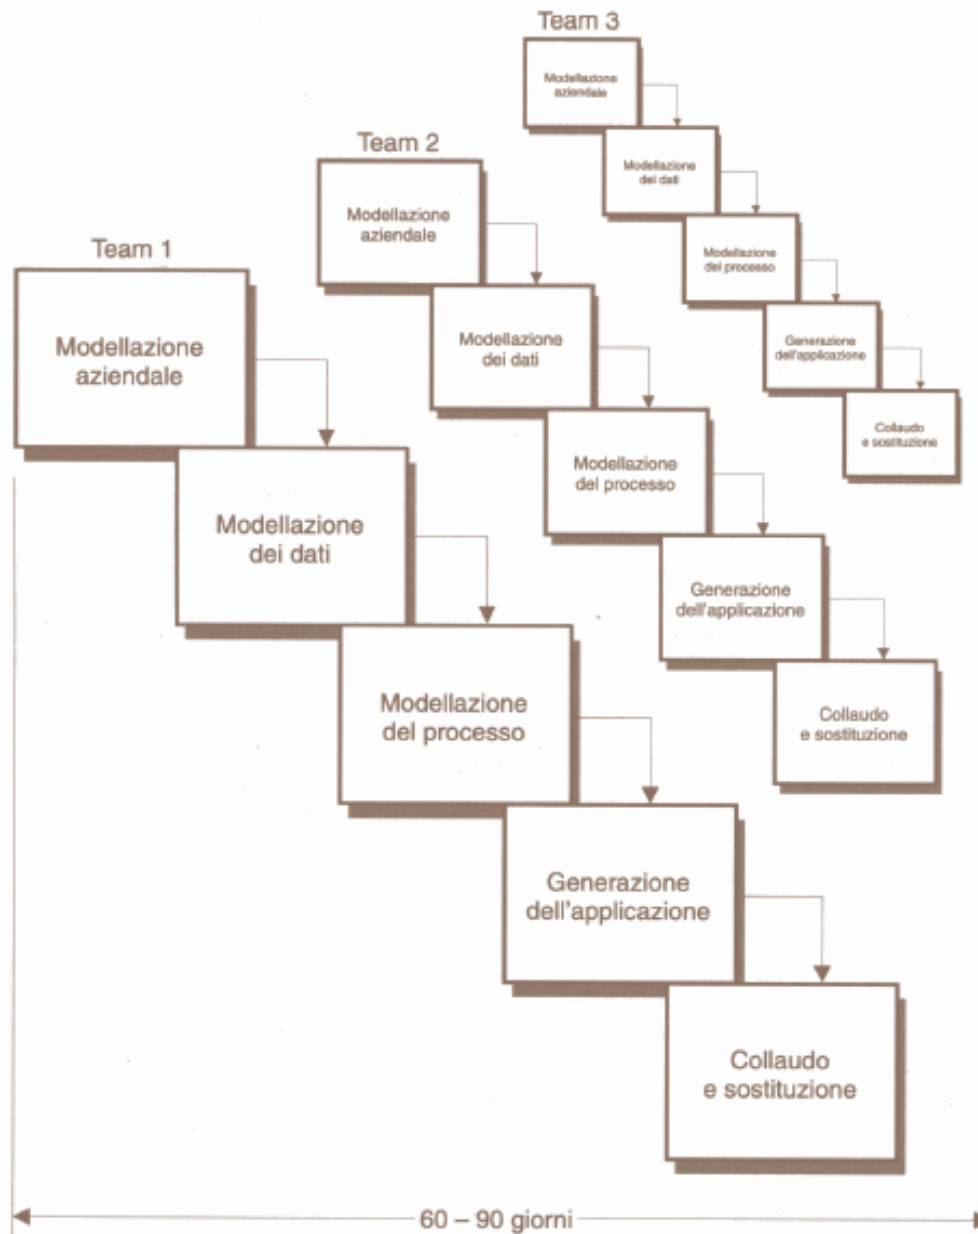 Team 3
Modellazione
aziendale
Modellazione
dei dati
Modellazione
del processo
Generazione
dell'applicazione
Collaudo
e sostituzione
Team 2
Modellazione
aziendale
Modellazione
dei dati
Modellazione
del processo
Generazione
dell'applicazione
Collaudo
e sostituzione
Team 1
Modellazione
aziendale
Modellazione
dei dati
Modellazione
del processo
Generazione
dell'applicazione
Collaudo
e sostituzione
60 – 90 giorni